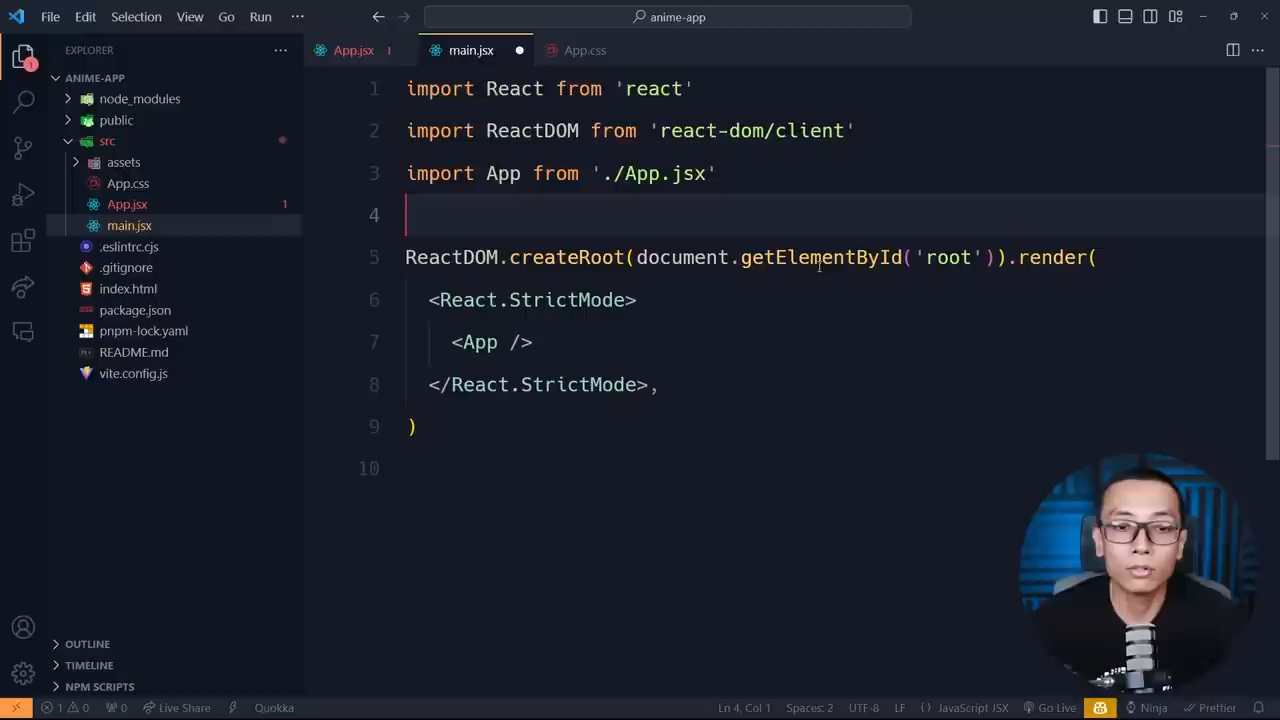 File Edit Selection View Go Run ··· anime-app
EXPLORER ···
App.jsx 1
main.jsx
App.css
ANIME-APP
node_modules
public
src
assets
App.css
App.jsx 1
main.jsx
.eslintrc.cjs
.gitignore
index.html
package.json
pnpm-lock.yaml
README.md
vite.config.js
OUTLINE
TIMELINE
NPM SCRIPTS
1 import React from 'react'
2 import ReactDOM from 'react-dom/client'
3 import App from './App.jsx'
4
5 ReactDOM.createRoot(document.getElementById('root')).render(
6 <React.StrictMode>
7 <App />
8 </React.StrictMode>,
9 )
10
1 0 0 Live Share Quokka Ln 4, Col 1 Spaces: 2 UTF-8 LF {} JavaScript JSX Go Live Ninja Prettier